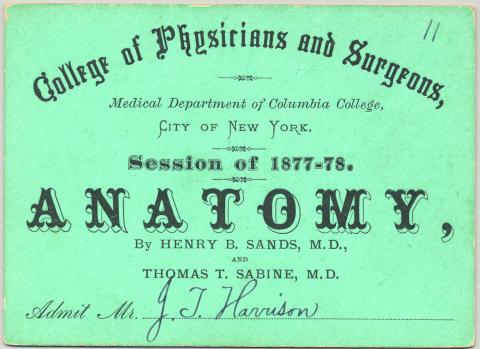 11
College of Physicians and Surgeons,
Medical Department of Columbia College,
CITY OF NEW YORK.
Session of 1877-78.
ANATOMY,
By HENRY B. SANDS, M.D.,
AND
THOMAS T. SABINE, M.D.
Admit Mr. J. T. Harrison